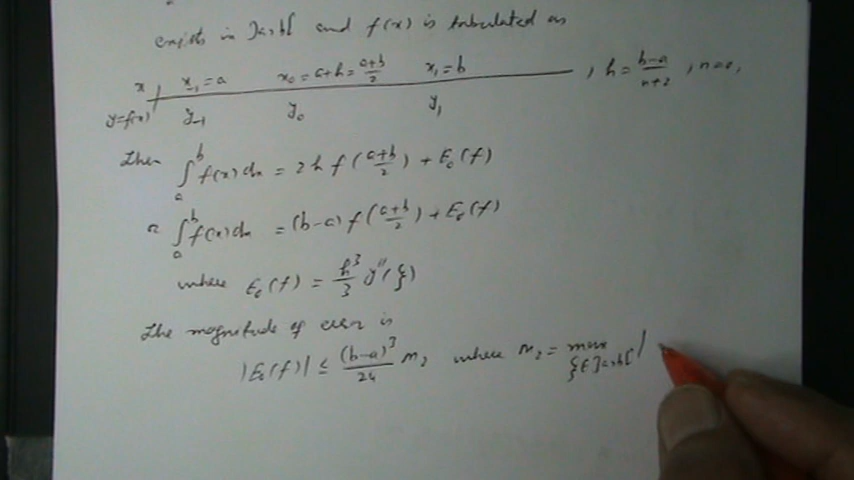 exists in ]a,b[ and f(x) is tabulated as
x | x₋₁ = a x₀ = a+h = (a+b)/2 x₁ = b , h = (b-a)/(n+2) , n=0,
y=f(x) | y₋₁ y₀ y₁
Then ∫ₐᵇ f(x) dx = 2h f((a+b)/2) + E₀(f)
∫ₐᵇ f(x) dx = (b-a) f((a+b)/2) + E₀(f)
where E₀(f) = h³/3 y''(ξ)
The magnitude of error is
|E₀(f)| ≤ (b-a)³/24 M₂ where M₂ = max ξ∈]a,b[ |